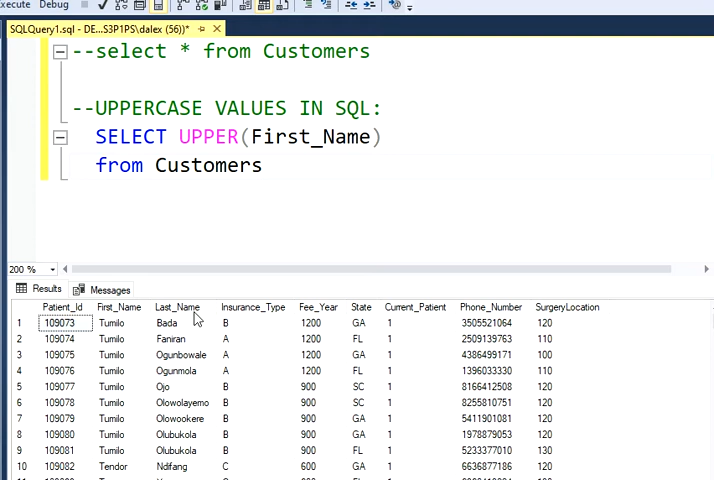 xecute Debug
SQLQuery1.sql - DE...S3P1PS\dalex (56))*
--select * from Customers
--UPPERCASE VALUES IN SQL:
SELECT UPPER(First_Name)
from Customers
200 %
Results Messages
Patient_Id First_Name Last_Name Insurance_Type Fee_Year State Current_Patient Phone_Number SurgeryLocation
1 109073 Tumilo Bada B 1200 GA 1 3505521064 120
2 109074 Tumilo Faniran A 1200 FL 1 2509139763 110
3 109075 Tumilo Ogunbowale A 1200 GA 1 4386499171 100
4 109076 Tumilo Ogunmola A 1200 FL 1 1396033330 110
5 109077 Tumilo Ojo B 900 SC 1 8166412508 120
6 109078 Tumilo Olowolayemo B 900 SC 1 8255810751 120
7 109079 Tumilo Olowookere B 900 GA 1 5411901081 120
8 109080 Tumilo Olubukola B 900 GA 1 1978879053 120
9 109081 Tumilo Olubukola B 900 FL 1 5233377010 130
10 109082 Tendor Ndifang C 600 GA 1 6636877186 120